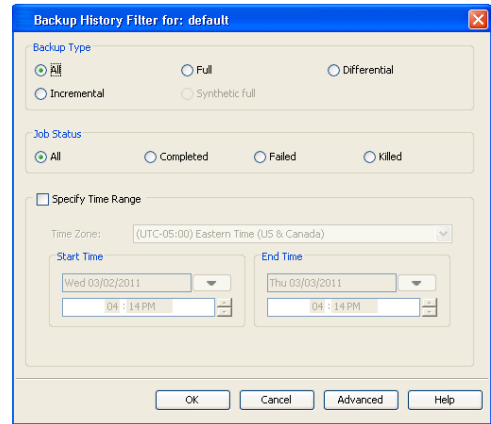 Backup History Filter for: default
Backup Type
All
Full
Differential
Incremental
Synthetic full
Job Status
All
Completed
Failed
Killed
Specify Time Range
Time Zone:
(UTC-05:00) Eastern Time (US & Canada)
Start Time
End Time
Wed 03/02/2011
Thu 03/03/2011
04 : 14 PM
04 : 14 PM
OK
Cancel
Advanced
Help